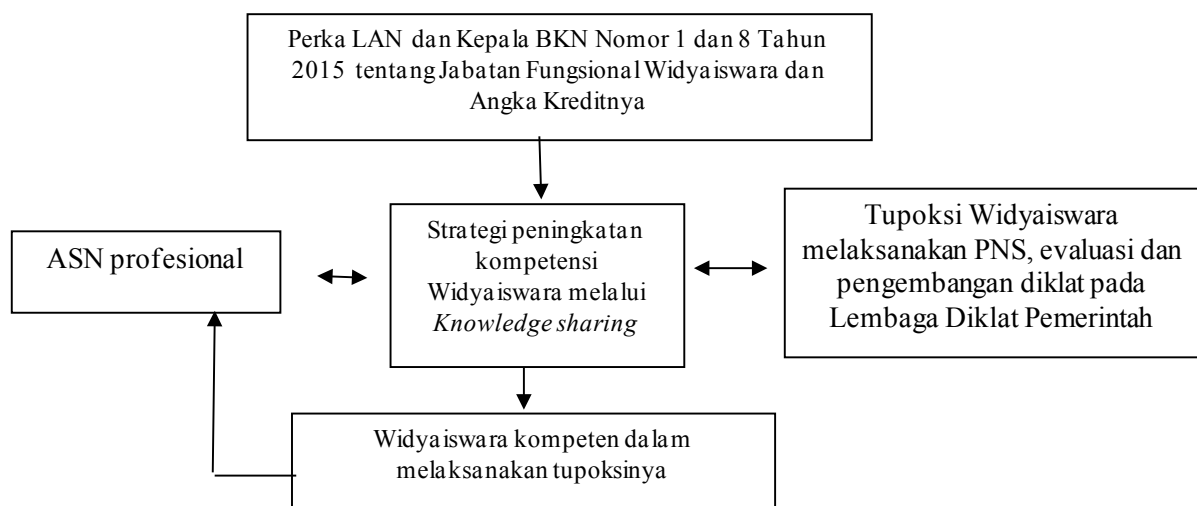 Perka LAN dan Kepala BKN Nomor 1 dan 8 Tahun
2015 tentang Jabatan Fungsional Widyaiswara dan
Angka Kreditnya
ASN profesional
Strategi peningkatan
kompetensi
Widyaiswara melalui
Knowledge sharing
Tupoksi Widyaiswara
melaksanakan PNS, evaluasi dan
pengembangan diklat pada
Lembaga Diklat Pemerintah
Widyaiswara kompeten dalam
melaksanakan tupoksinya